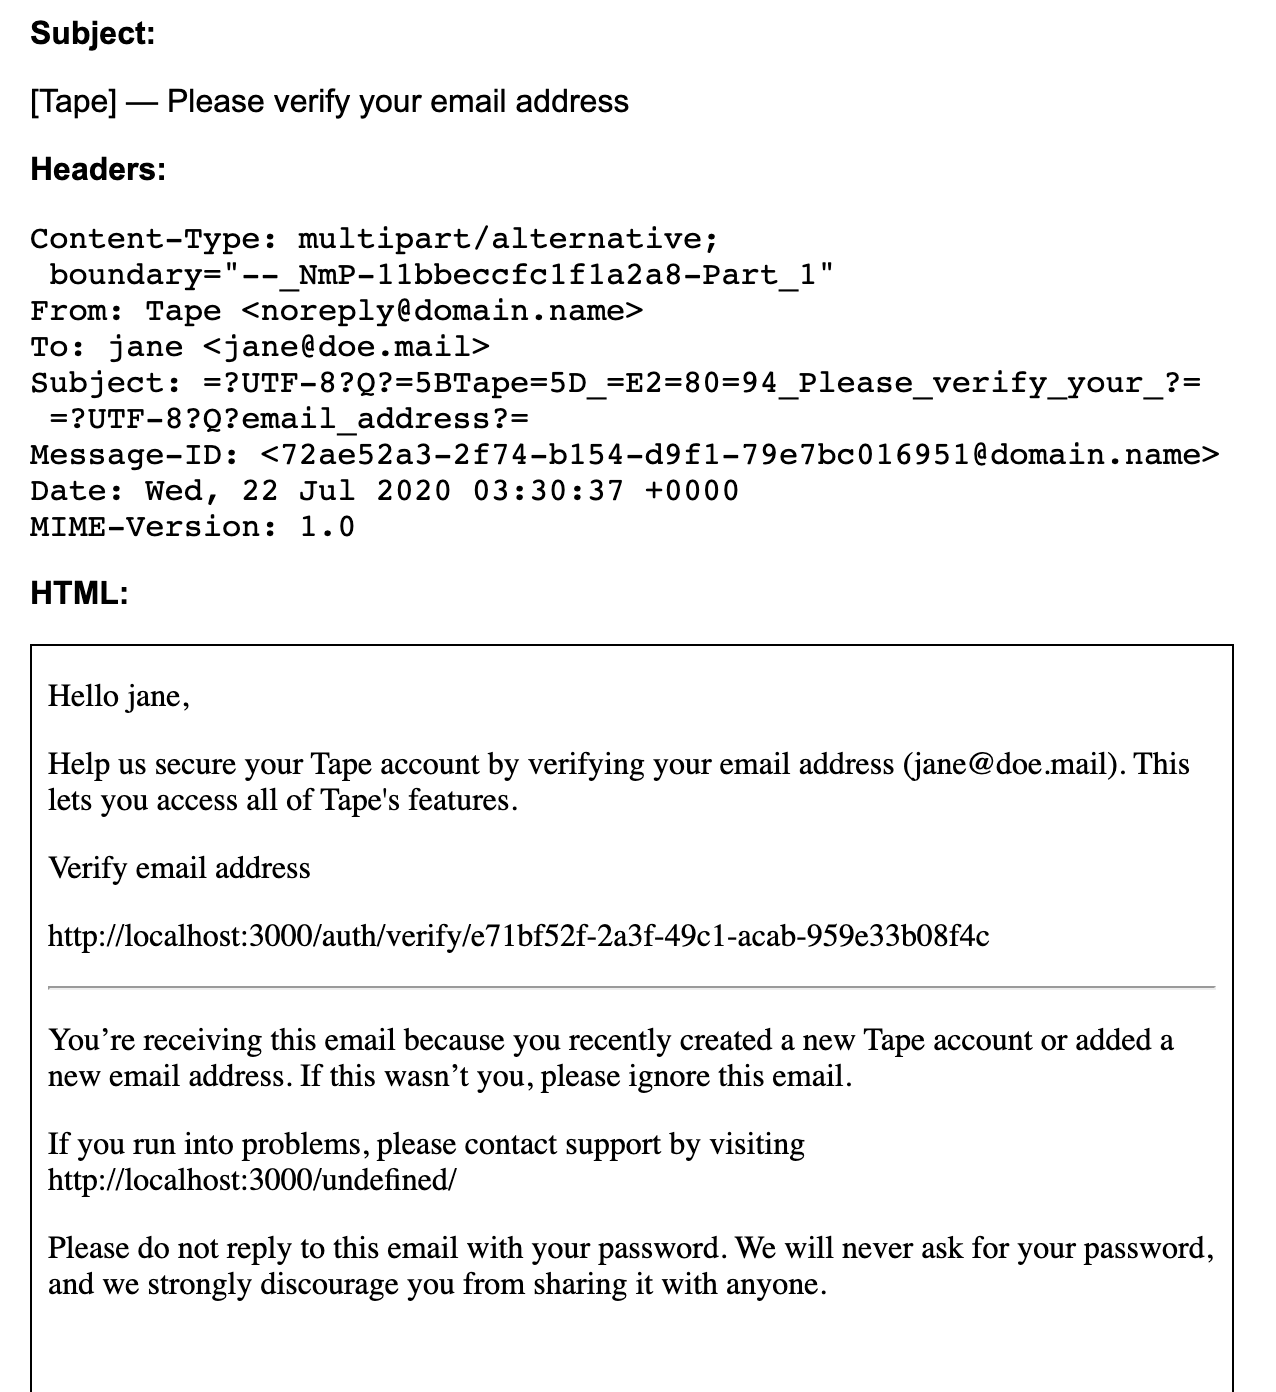 Subject:
[Tape] — Please verify your email address
Headers:
Content-Type: multipart/alternative;
 boundary="--_NmP-11bbeccfc1f1a2a8-Part_1"
From: Tape <noreply@domain.name>
To: jane <jane@doe.mail>
Subject: =?UTF-8?Q?=5BTape=5D_=E2=80=94_Please_verify_your_?=
 =?UTF-8?Q?email_address?=
Message-ID: <72ae52a3-2f74-b154-d9f1-79e7bc016951@domain.name>
Date: Wed, 22 Jul 2020 03:30:37 +0000
MIME-Version: 1.0
HTML:
Hello jane,
Help us secure your Tape account by verifying your email address (jane@doe.mail). This
lets you access all of Tape's features.
Verify email address
http://localhost:3000/auth/verify/e71bf52f-2a3f-49c1-acab-959e33b08f4c
You’re receiving this email because you recently created a new Tape account or added a
new email address. If this wasn’t you, please ignore this email.
If you run into problems, please contact support by visiting
http://localhost:3000/undefined/
Please do not reply to this email with your password. We will never ask for your password,
and we strongly discourage you from sharing it with anyone.